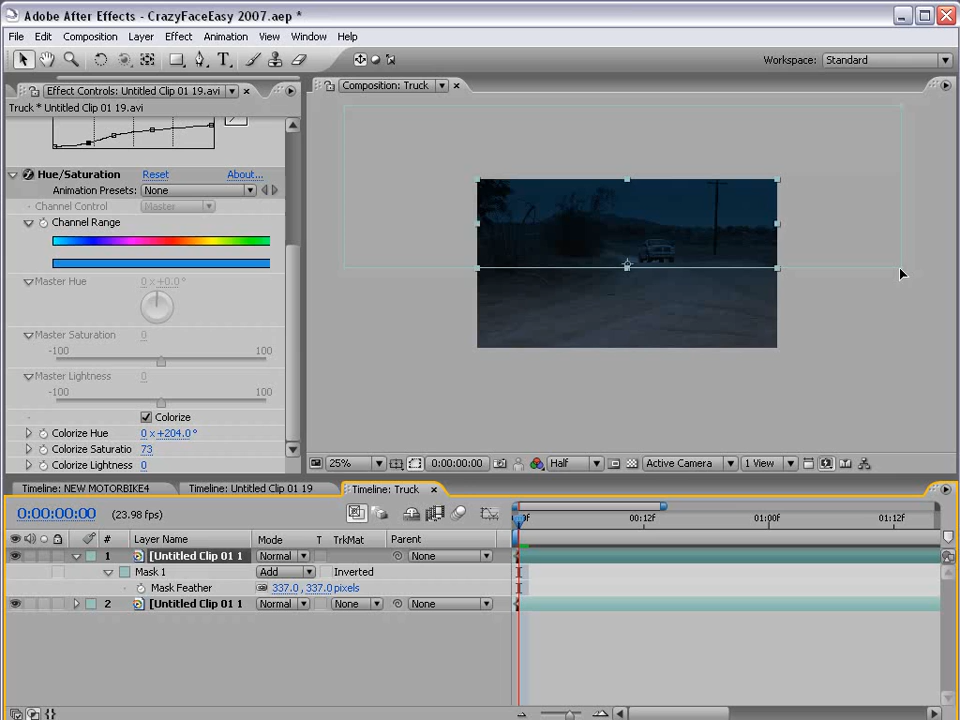 Adobe After Effects - CrazyFaceEasy 2007.aep *
File Edit Composition Layer Effect Animation View Window Help
Workspace: Standard
Effect Controls: Untitled Clip 01 19.avi
Composition: Truck
Truck * Untitled Clip 01 19.avi
Hue/Saturation Reset About...
Animation Presets: None
Channel Control Master
Channel Range
Master Hue 0 x +0.0°
Master Saturation 0
-100 100
Master Lightness 0
-100 100
Colorize
Colorize Hue 0 x +204.0°
Colorize Saturatio 73
Colorize Lightness 0
25% 0:00:00:00 Half Active Camera 1 View
Timeline: NEW MOTORBIKE4 Timeline: Untitled Clip 01 19 Timeline: Truck
0:00:00:00 (23.98 fps)
00:12f 01:00f 01:12f
# Layer Name Mode T TrkMat Parent
1 [Untitled Clip 01 1 Normal None
Mask 1 Add Inverted
Mask Feather 337.0, 337.0 pixels
2 [Untitled Clip 01 1 Normal None None